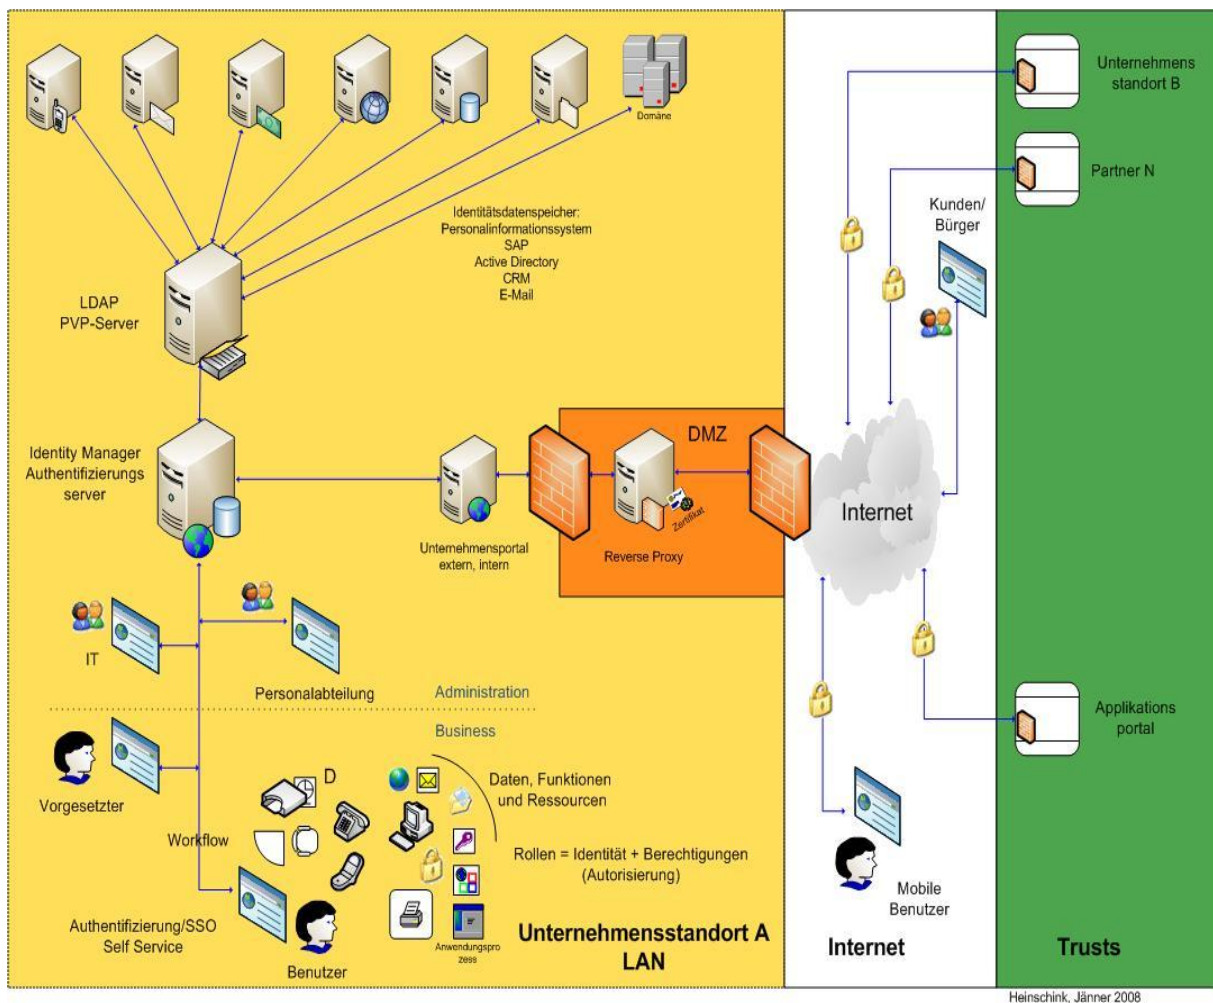 Domäne
Unternehmens
standort B
Partner N
Kunden/
Bürger
Identitätsdatenspeicher:
Personalinformationssystem
SAP
Active Directory
CRM
E-Mail
LDAP
PVP-Server
Identity Manager
Authentifizierungs
server
DMZ
Zertifikat
Internet
Unternehmensportal
extern, intern
Reverse Proxy
IT
Personalabteilung
Administration
Business
Applikations
portal
Vorgesetzter
D
Daten, Funktionen
und Ressourcen
Workflow
Rollen = Identität + Berechtigungen
(Autorisierung)
Mobile
Benutzer
Authentifizierung/SSO
Self Service
Benutzer
Anwendungspro
zess
Unternehmensstandort A
LAN
Internet
Trusts
Heinschink, Jänner 2008